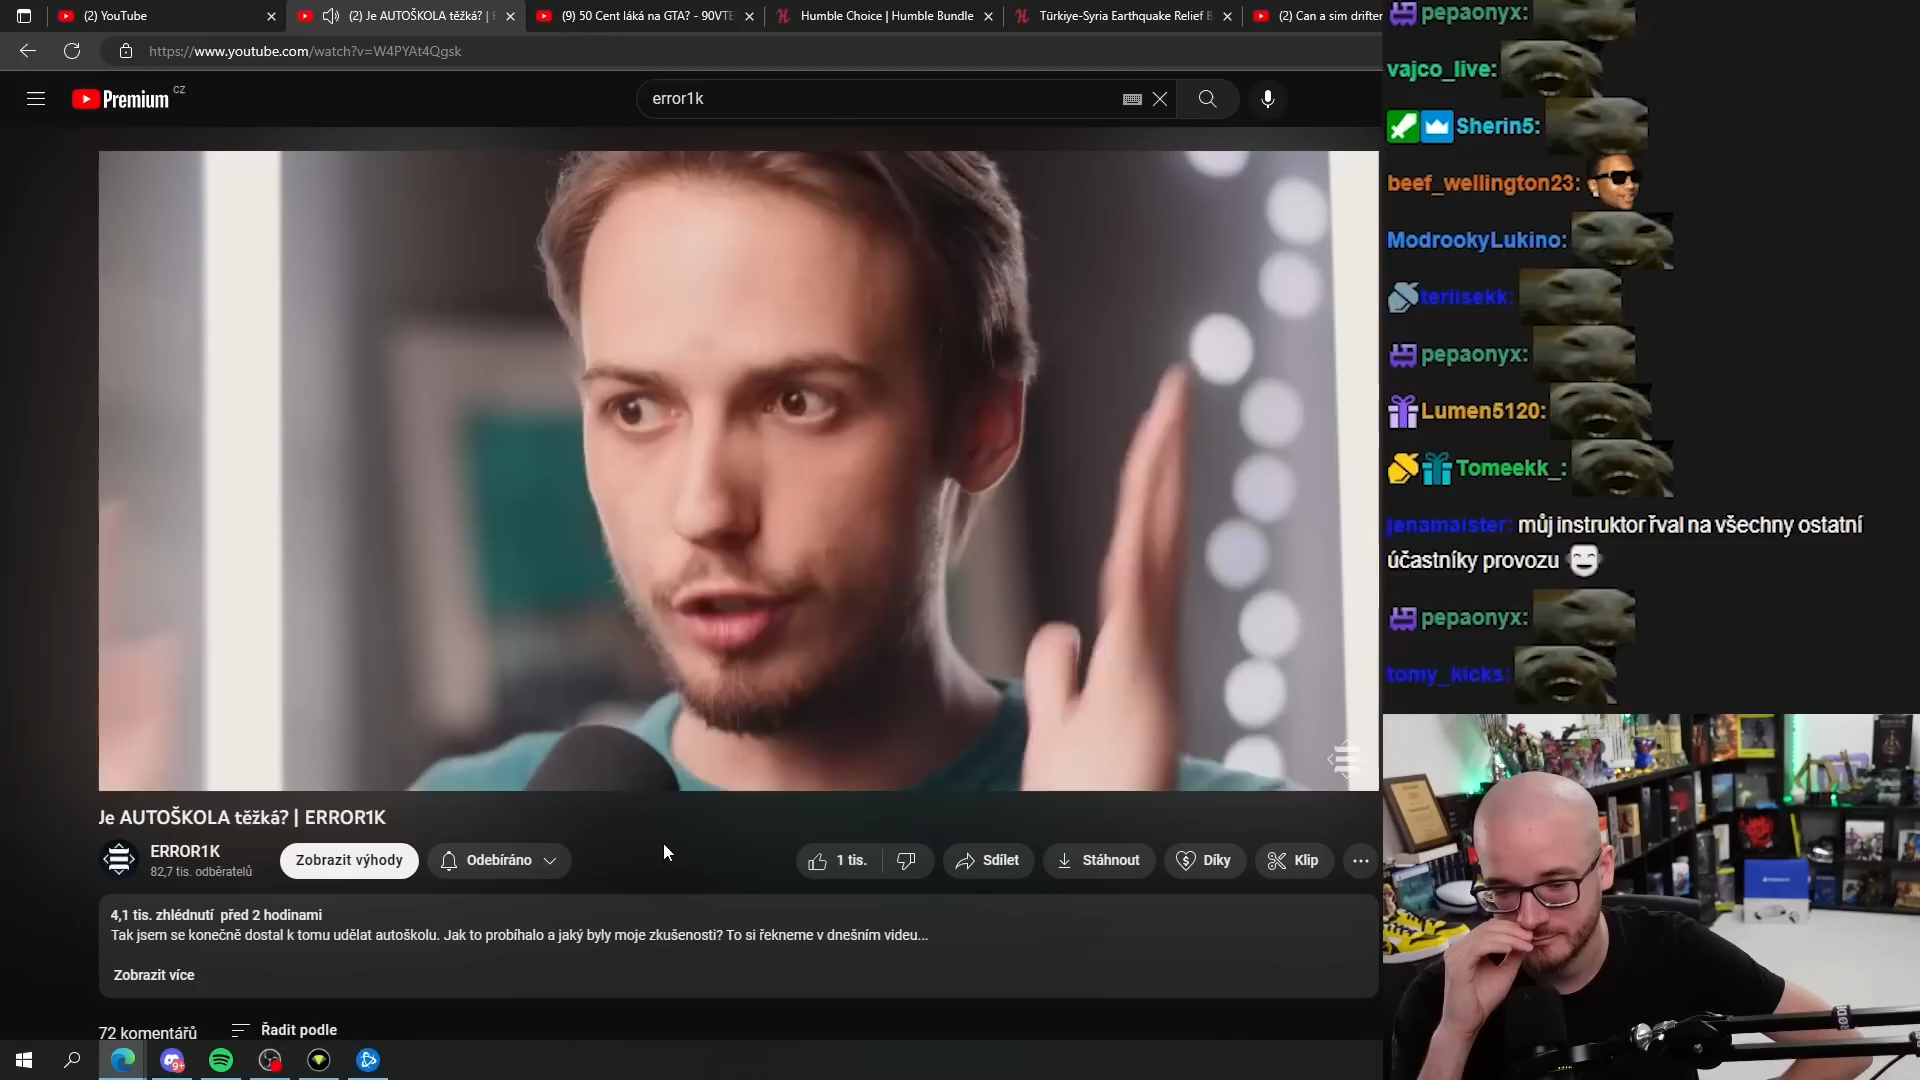 (2) YouTube
(2) Je AUTOŠKOLA těžká? | E
(9) 50 Cent láká na GTA? - 90VTE
Humble Choice | Humble Bundle
Türkiye-Syria Earthquake Relief B
(2) Can a sim drifter
https://www.youtube.com/watch?v=W4PYAt4Qgsk
Premium CZ
error1k
Je AUTOŠKOLA těžká? | ERROR1K
ERROR1K
82,7 tis. odběratelů
Zobrazit výhody
Odebíráno
1 tis.
Sdílet
Stáhnout
Díky
Klip
4,1 tis. zhlédnutí před 2 hodinami
Tak jsem se konečně dostal k tomu udělat autoškolu. Jak to probíhalo a jaký byly moje zkušenosti? To si řekneme v dnešním videu...
Zobrazit více
72 komentářů
Řadit podle
9+
pepaonyx:
vajco_live:
Sherin5:
beef_wellington23:
ModrookyLukino:
teriisekk:
pepaonyx:
Lumen5120:
Tomeekk_:
jenamaister: můj instruktor řval na všechny ostatní
účastníky provozu
pepaonyx:
tomy_kicks:
RØDE